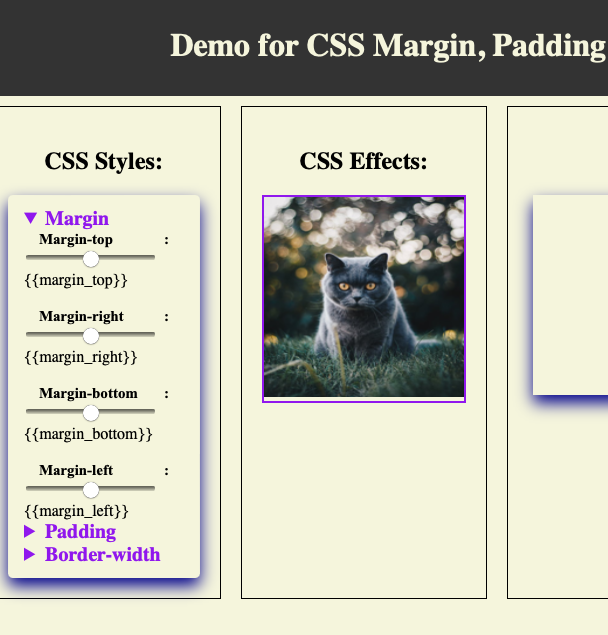 Demo for CSS Margin, Padding
CSS Styles:
▼ Margin
Margin-top :
{{margin_top}}
Margin-right :
{{margin_right}}
Margin-bottom :
{{margin_bottom}}
Margin-left :
{{margin_left}}
▶ Padding
▶ Border-width
CSS Effects: